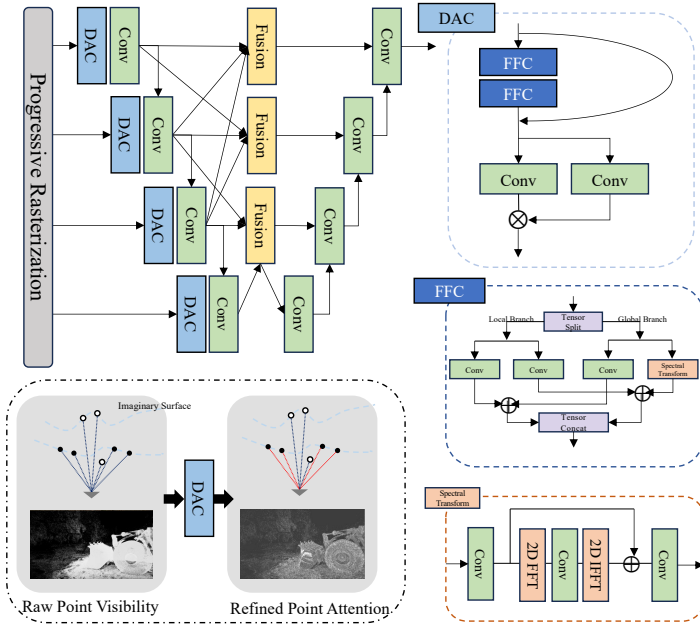 Progressive Rasterization
DAC
Conv
Fusion
Conv
DAC
Conv
Fusion
Conv
DAC
Conv
Fusion
Conv
DAC
Conv
Conv
DAC
FFC
FFC
Conv
Conv
FFC
Local Branch
Tensor
Split
Global Branch
Conv
Conv
Conv
Spectral
Transform
Tensor
Concat
Imaginary Surface
DAC
Raw Point Visibility
Refined Point Attention
Spectral
Transform
Conv
2D FFT
Conv
2D IFFT
Conv